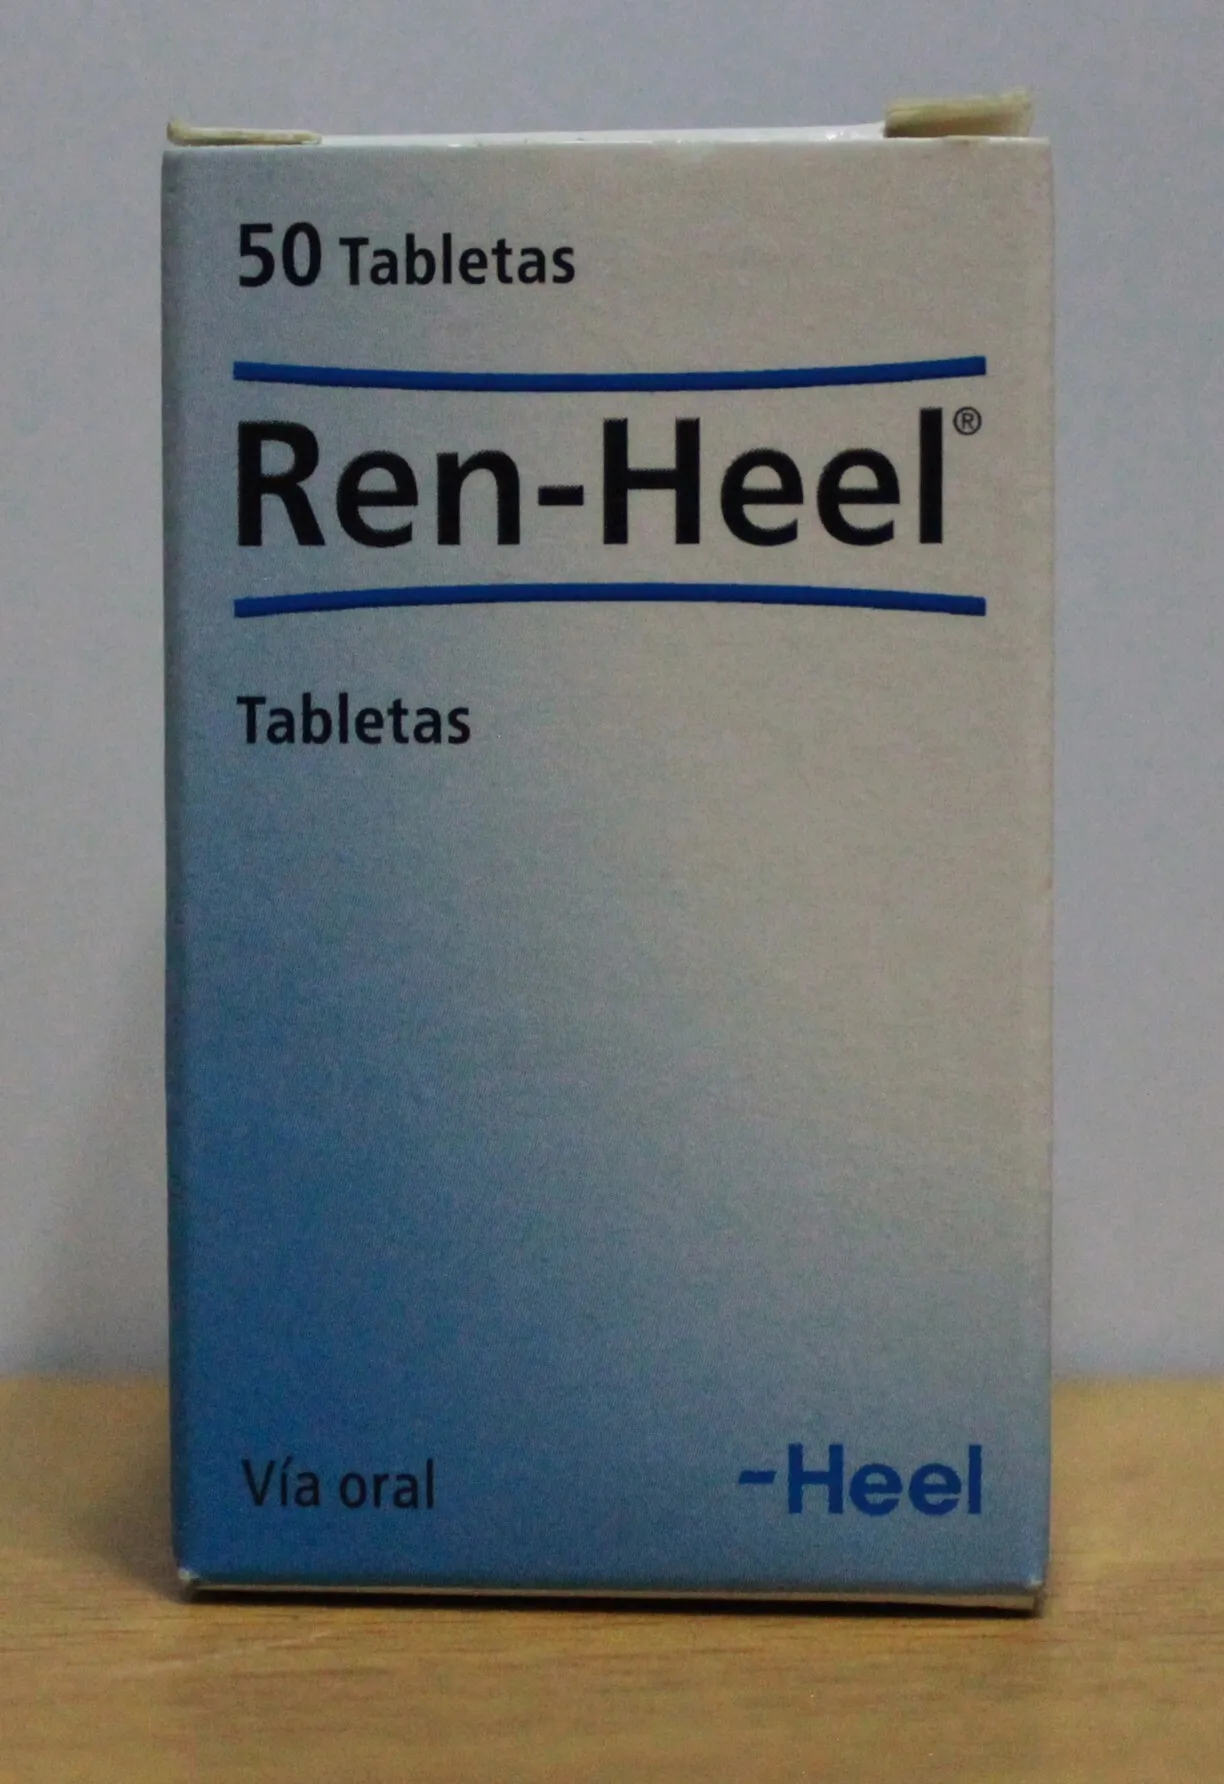 50 Tabletas
Ren-Heel®
Tabletas
Vía oral
-Heel